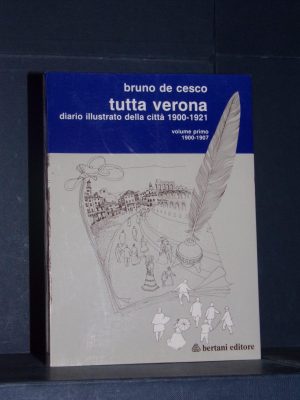 bruno de cesco
tutta verona
diario illustrato della città 1900-1921
volume primo
1900-1907
bertani editore